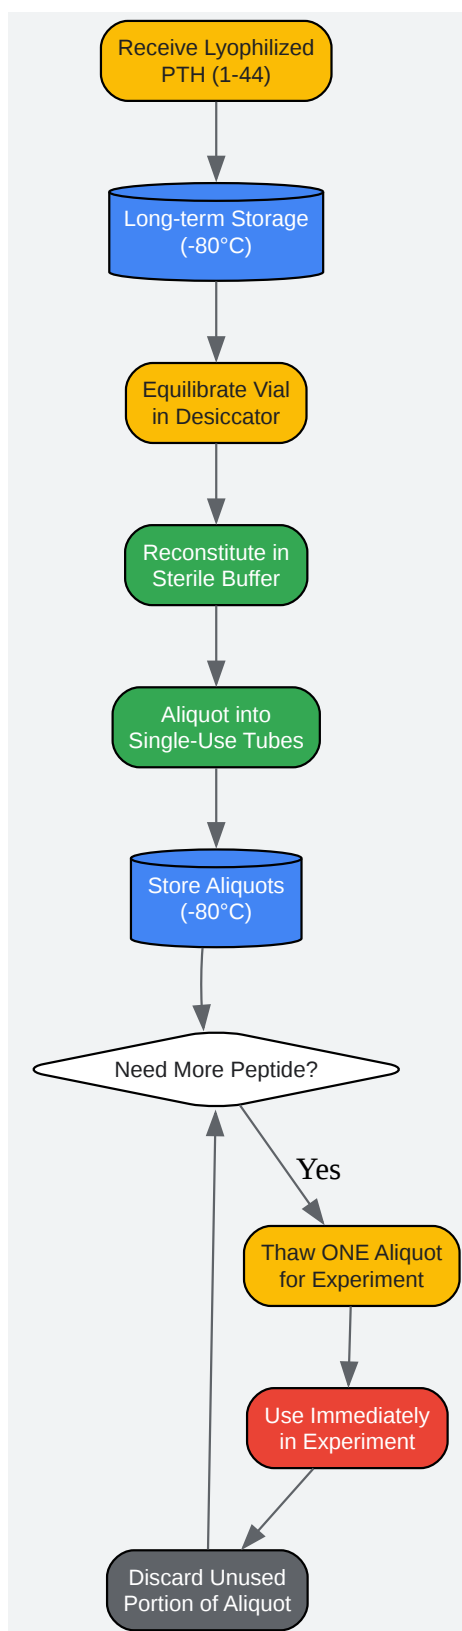 Receive Lyophilized
PTH (1-44)
Long-term Storage
(-80°C)
Equilibrate Vial
in Desiccator
Reconstitute in
Sterile Buffer
Aliquot into
Single-Use Tubes
Store Aliquots
(-80°C)
Need More Peptide?
Yes
Thaw ONE Aliquot
for Experiment
Use Immediately
in Experiment
Discard Unused
Portion of Aliquot